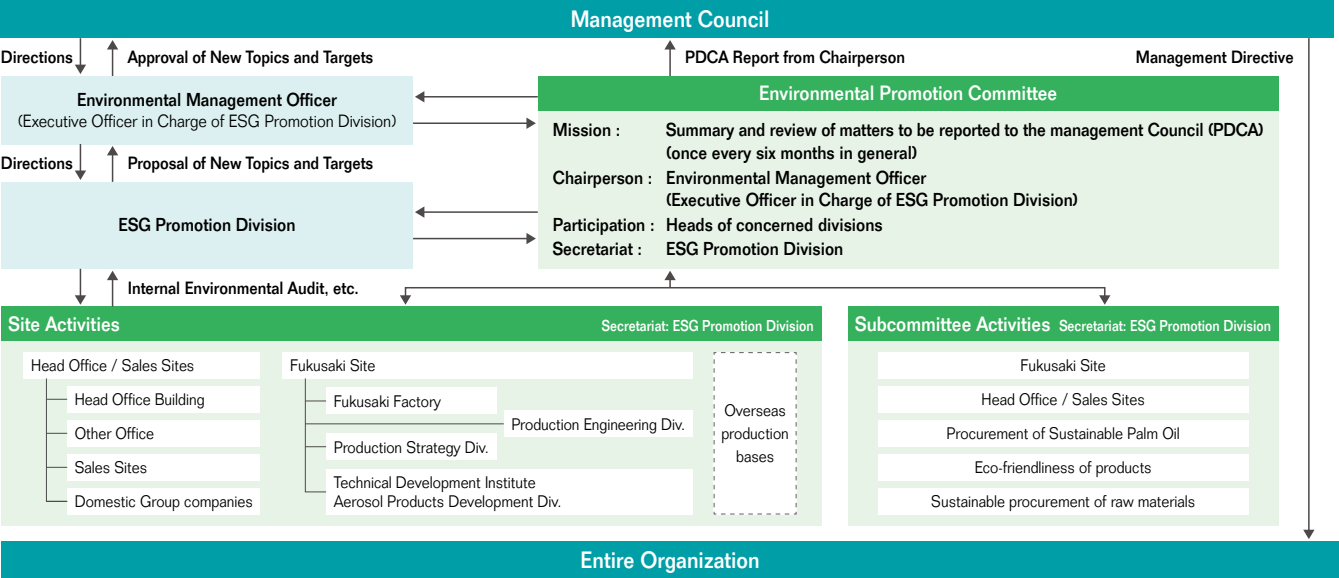 Management Council
Directions
Approval of New Topics and Targets
PDCA Report from Chairperson
Management Directive
Environmental Management Officer
(Executive Officer in Charge of ESG Promotion Division)
Directions
Proposal of New Topics and Targets
ESG Promotion Division
Internal Environmental Audit, etc.
Environmental Promotion Committee
Mission : Summary and review of matters to be reported to the management Council (PDCA)
(once every six months in general)
Chairperson : Environmental Management Officer
(Executive Officer in Charge of ESG Promotion Division)
Participation : Heads of concerned divisions
Secretariat : ESG Promotion Division
Site Activities
Secretariat: ESG Promotion Division
Head Office / Sales Sites
Head Office Building
Other Office
Sales Sites
Domestic Group companies
Fukusaki Site
Fukusaki Factory
Production Engineering Div.
Production Strategy Div.
Technical Development Institute
Aerosol Products Development Div.
Overseas
production
bases
Subcommittee Activities Secretariat: ESG Promotion Division
Fukusaki Site
Head Office / Sales Sites
Procurement of Sustainable Palm Oil
Eco-friendliness of products
Sustainable procurement of raw materials
Entire Organization